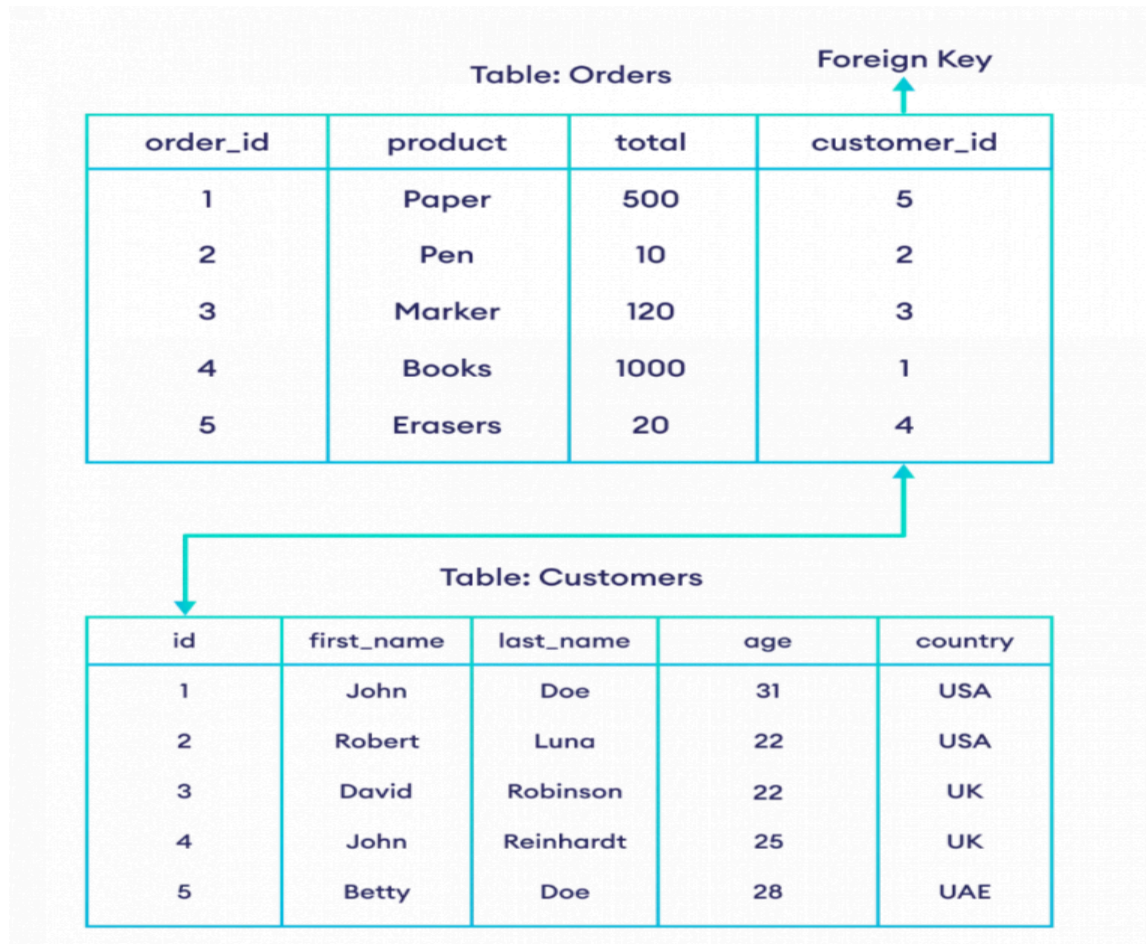 Foreign Key
Table: Orders
order_id product total customer_id
1 Paper 500 5
2 Pen 10 2
3 Marker 120 3
4 Books 1000 1
5 Erasers 20 4
Table: Customers
id first_name last_name age country
1 John Doe 31 USA
2 Robert Luna 22 USA
3 David Robinson 22 UK
4 John Reinhardt 25 UK
5 Betty Doe 28 UAE